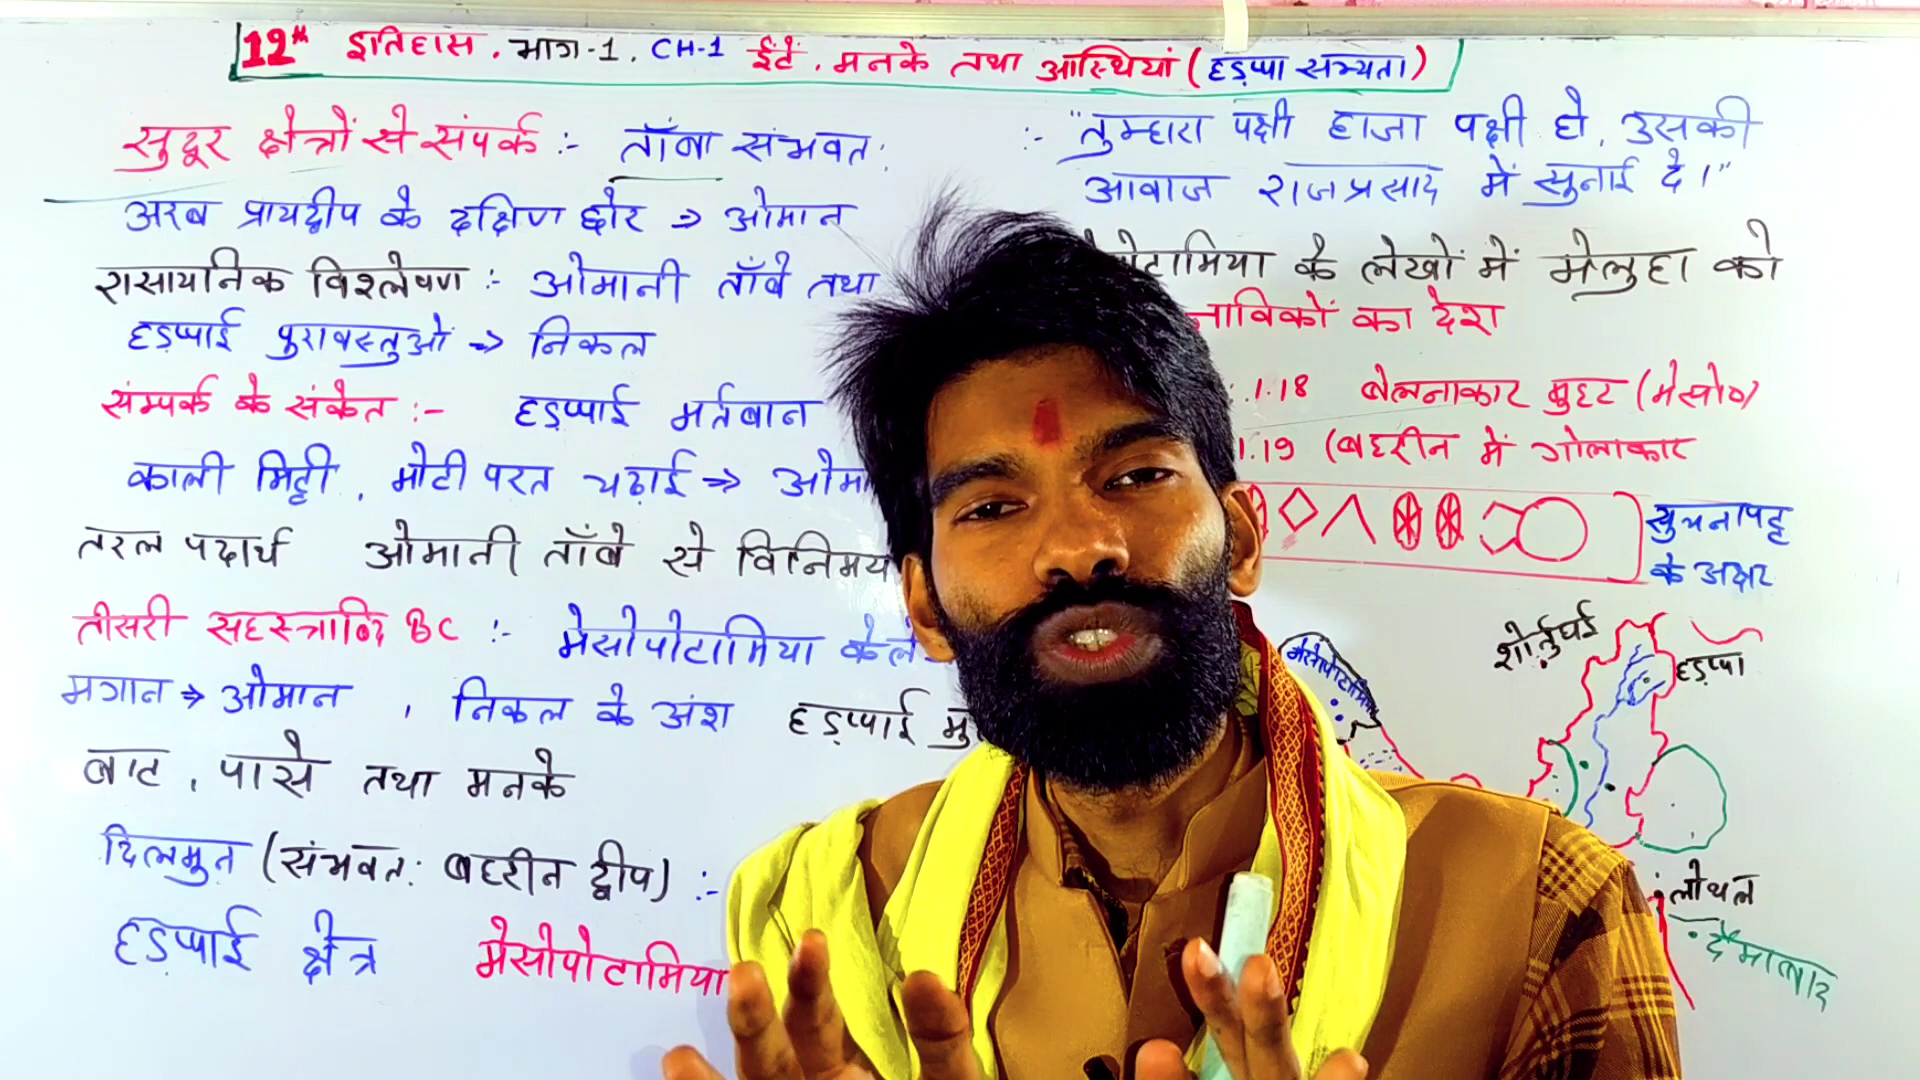 12th इतिहास. भाग-1. CH-1 ईंटें. मनके तथा अस्थियां (हड़प्पा सभ्यता)
सुदूर क्षेत्रों से संपर्क :- ताँबा संभवत:
अरब प्रायद्वीप के दक्षिण छोर => ओमान
रासायनिक विश्लेषण :- ओमानी ताँबे तथा
हड़प्पाई पुरावस्तुओं => निकल
संम्पर्क के संकेत :- हड़प्पाई मर्तबान
काली मिट्टी, मोटी परत चढ़ाई =>
तरल पदार्थ ओमानी ताँबे से विनिमय
तीसरी सहस्त्राब्दि BC :- मेसोपोटामिया के
मगान => ओमान , निकल के अंश हड़प्पाई
बाट, पासे तथा मनके
दिलमुन (संभवत: बहरीन द्वीप) :-
हड़प्पाई क्षेत्र मेसोपोटामिया
:- "तुम्हारा पक्षी हाजा पक्षी हो, उसकी
आवाज राजप्रसाद में सुनाई दे।"
के लेखों में मेलुहा को
नाविकों का देश
1.18 बेलनाकार मुहर (मेसोपो)
1.19 (बहरीन में गोलाकार
सुचनापट्ट
के अक्षर
मेसोपोटामिया
शोर्तुघई
हड़प्पा
लोथल
दैमाबाद